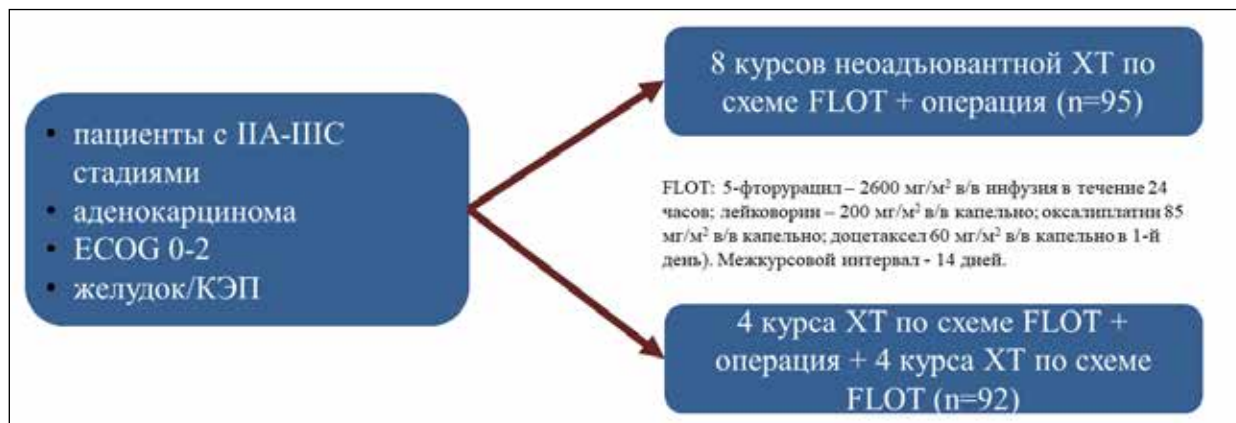 • пациенты с IIA-IIIC
стадиями
• аденокарцинома
• ECOG 0-2
• желудок/КЭП
8 курсов неоадъювантной ХТ по
схеме FLOT + операция (n=95)
FLOT: 5-фторурацил – 2600 мг/м² в/в инфузия в течение 24
часов; лейковорин – 200 мг/м² в/в капельно; оксалиплатин 85
мг/м² в/в капельно; доцетаксел 60 мг/м² в/в капельно в 1-й
день). Межкурсовой интервал - 14 дней.
4 курса ХТ по схеме FLOT +
операция + 4 курса ХТ по схеме
FLOT (n=92)